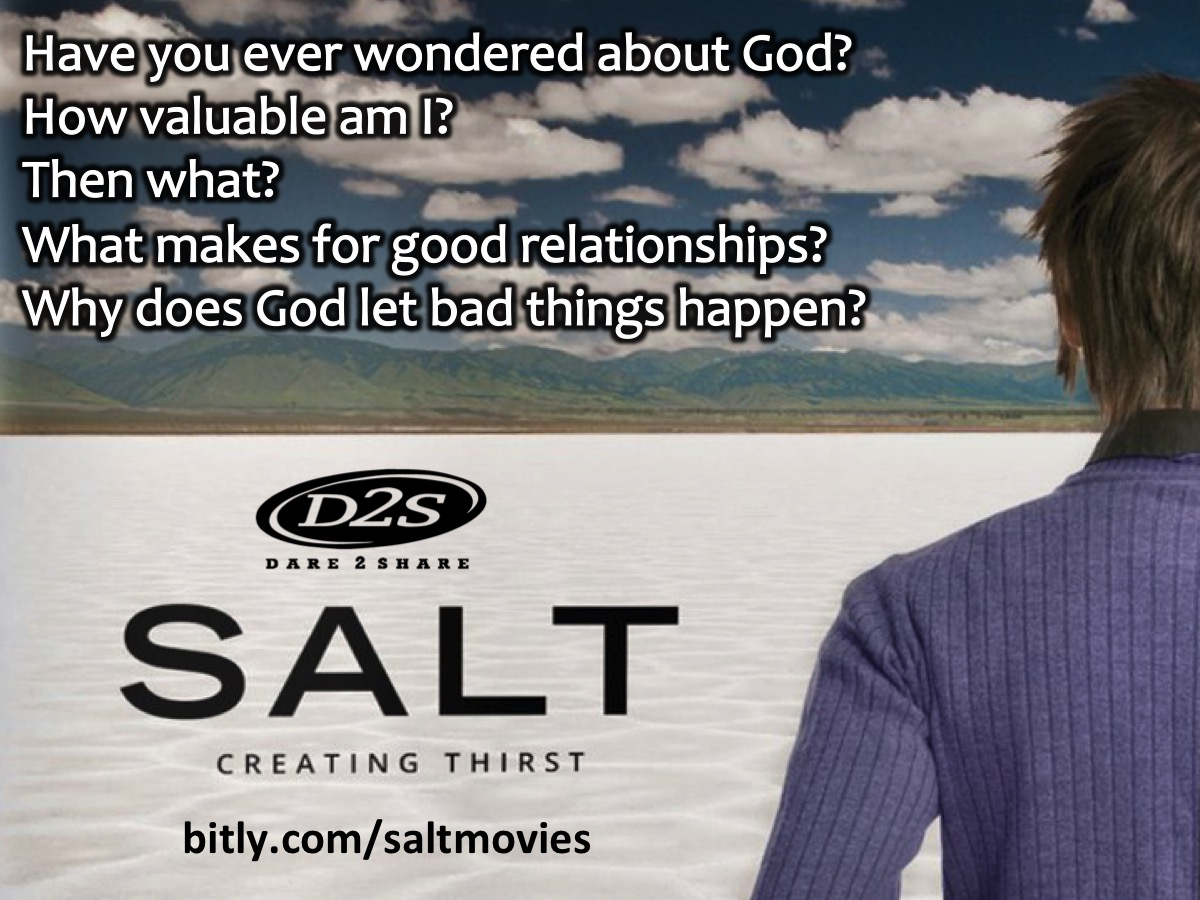 Have you ever wondered about God?
How valuable am I?
Then what?
What makes for good relationships?
Why does God let bad things happen?
D2S
DARE 2 SHARE
SALT
CREATING THIRST
bitly.com/saltmovies